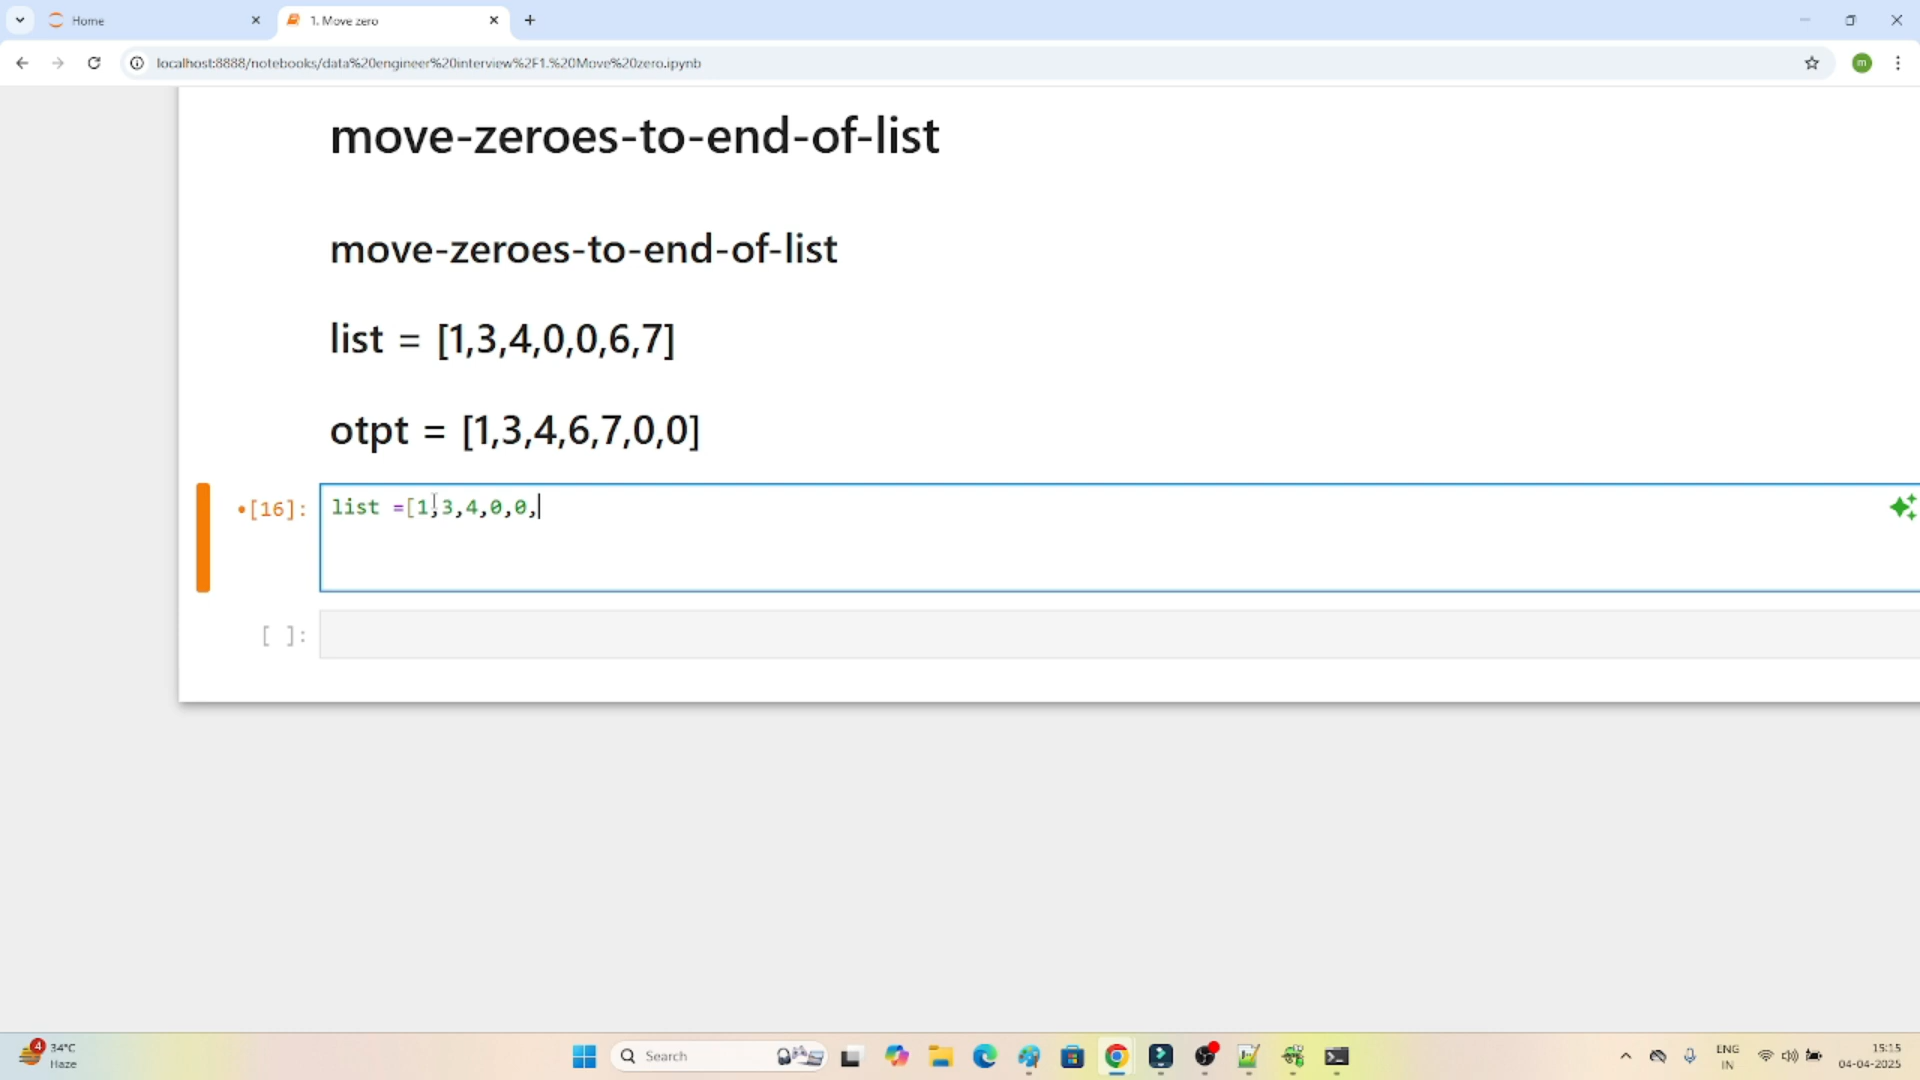 Home
1. Move zero
localhost:8888/notebooks/data%20engineer%20interview%2F1.%20Move%20zero.ipynb
m
move-zeroes-to-end-of-list
move-zeroes-to-end-of-list
list = [1,3,4,0,0,6,7]
otpt = [1,3,4,6,7,0,0]
•[16]:
list =[1,3,4,0,0,
[ ]:
4
34°C
Haze
Search
ENG
IN
15:15
04-04-2025